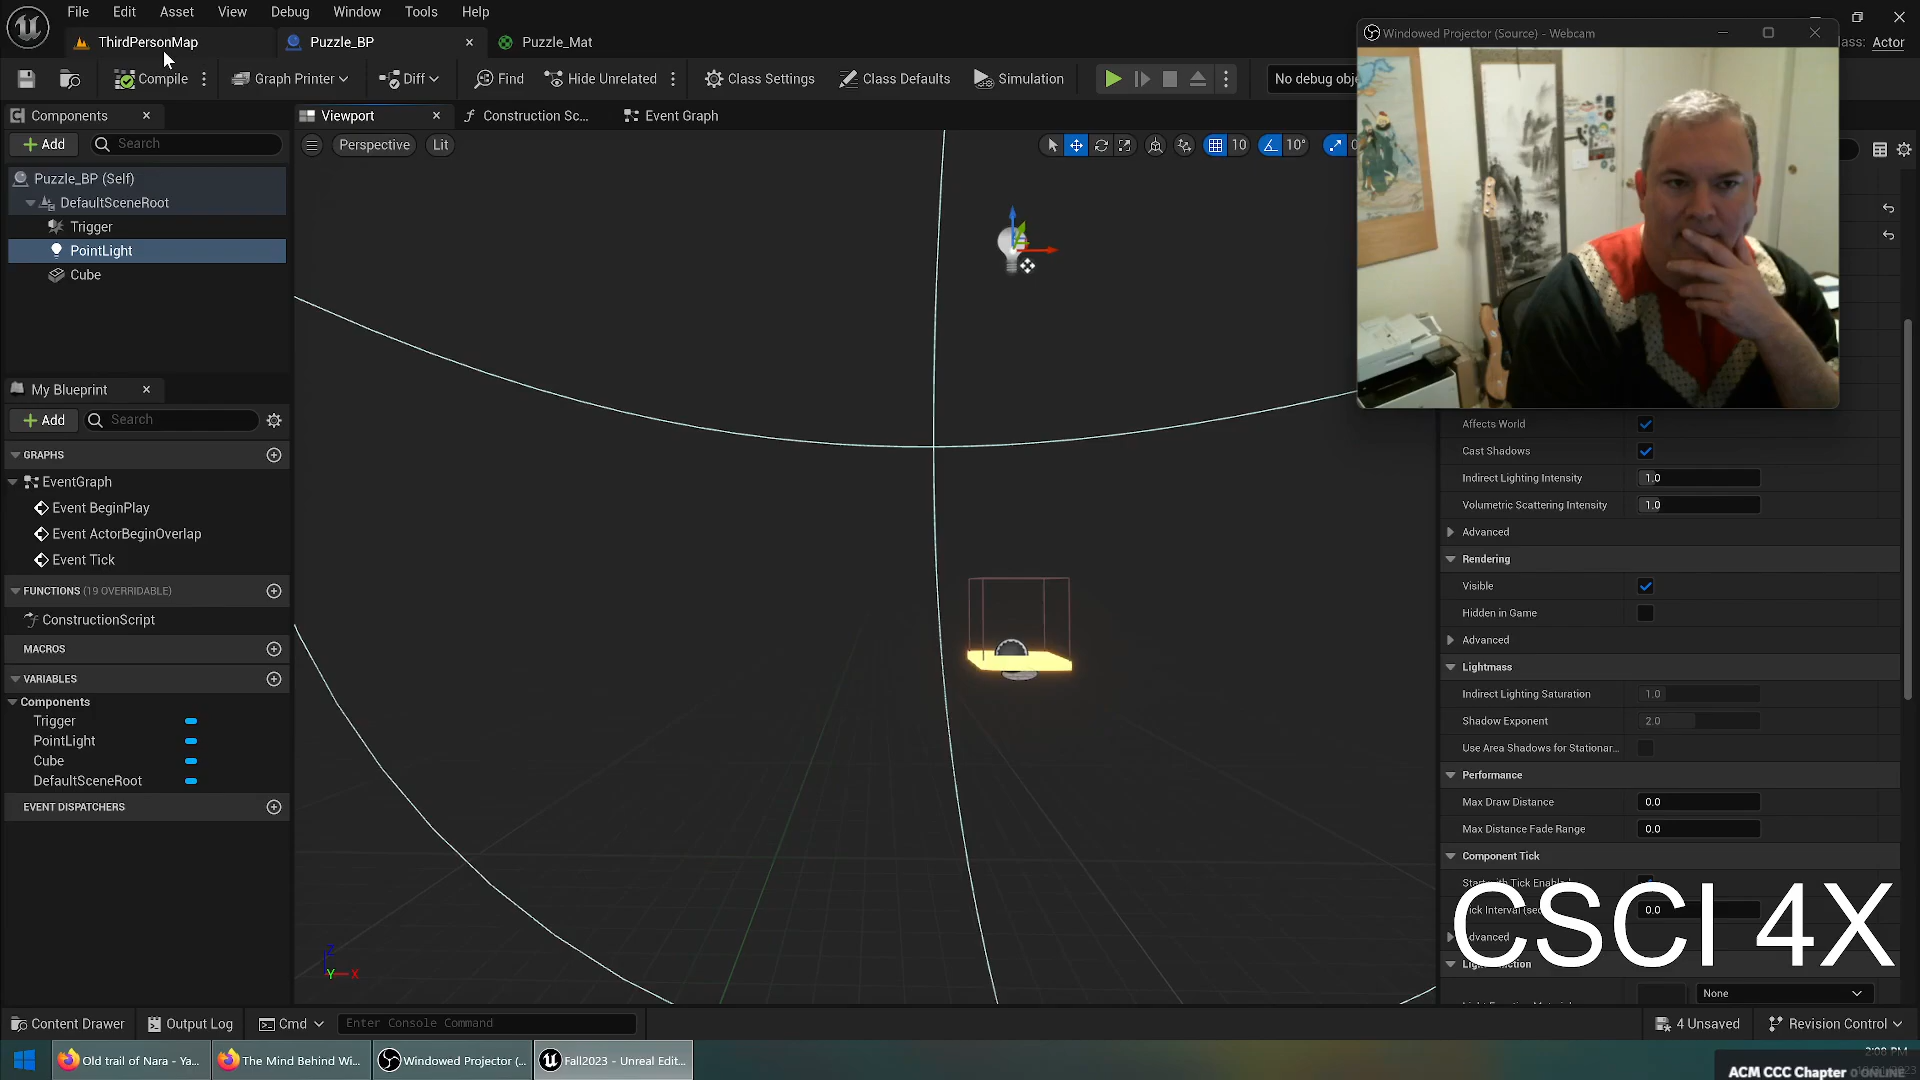 File Edit Asset View Debug Window Tools Help
ThirdPersonMap Puzzle_BP Puzzle_Mat
Windowed Projector (Source) - Webcam
Actor
Compile Graph Printer Diff Find Hide Unrelated Class Settings Class Defaults Simulation No debug obje
Components Viewport Construction Sc... Event Graph
Add Search Perspective Lit 10 10°
Puzzle_BP (Self)
DefaultSceneRoot
Trigger
PointLight
Cube
My Blueprint
Add Search
GRAPHS
EventGraph
Event BeginPlay
Event ActorBeginOverlap
Event Tick
FUNCTIONS (19 OVERRIDABLE)
ConstructionScript
MACROS
VARIABLES
Components
Trigger
PointLight
Cube
DefaultSceneRoot
EVENT DISPATCHERS
Z
Y X
Affects World
Cast Shadows
Indirect Lighting Intensity 1.0
Volumetric Scattering Intensity 1.0
Advanced
Rendering
Visible
Hidden in Game
Advanced
Lightmass
Indirect Lighting Saturation 1.0
Shadow Exponent 2.0
Use Area Shadows for Stationar...
Performance
Max Draw Distance 0.0
Max Distance Fade Range 0.0
Component Tick
0.0
CSCI 4X
None
Content Drawer Output Log Cmd Enter Console Command 4 Unsaved Revision Control
Old trail of Nara - Ya... The Mind Behind Wi... Windowed Projector (... Fall2023 - Unreal Edit...
2:08 PM
ACM CCC Chapter 0 ONLINE